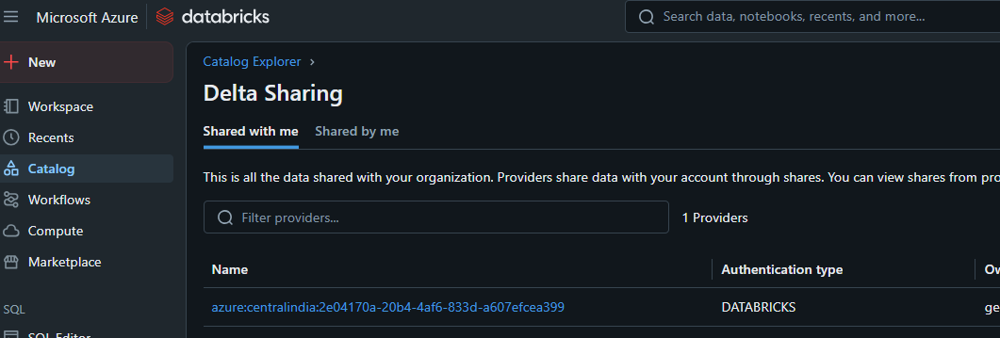 Microsoft Azure databricks Search data, notebooks, recents, and more...
New
Workspace
Recents
Catalog
Workflows
Compute
Marketplace
SQL
SQL Editor
Catalog Explorer >
Delta Sharing
Shared with me Shared by me
This is all the data shared with your organization. Providers share data with your account through shares. You can view shares from pro
Filter providers... 1 Providers
Name Authentication type Ow
azure:centralindia:2e04170a-20b4-4af6-833d-a607efcea399 DATABRICKS ge